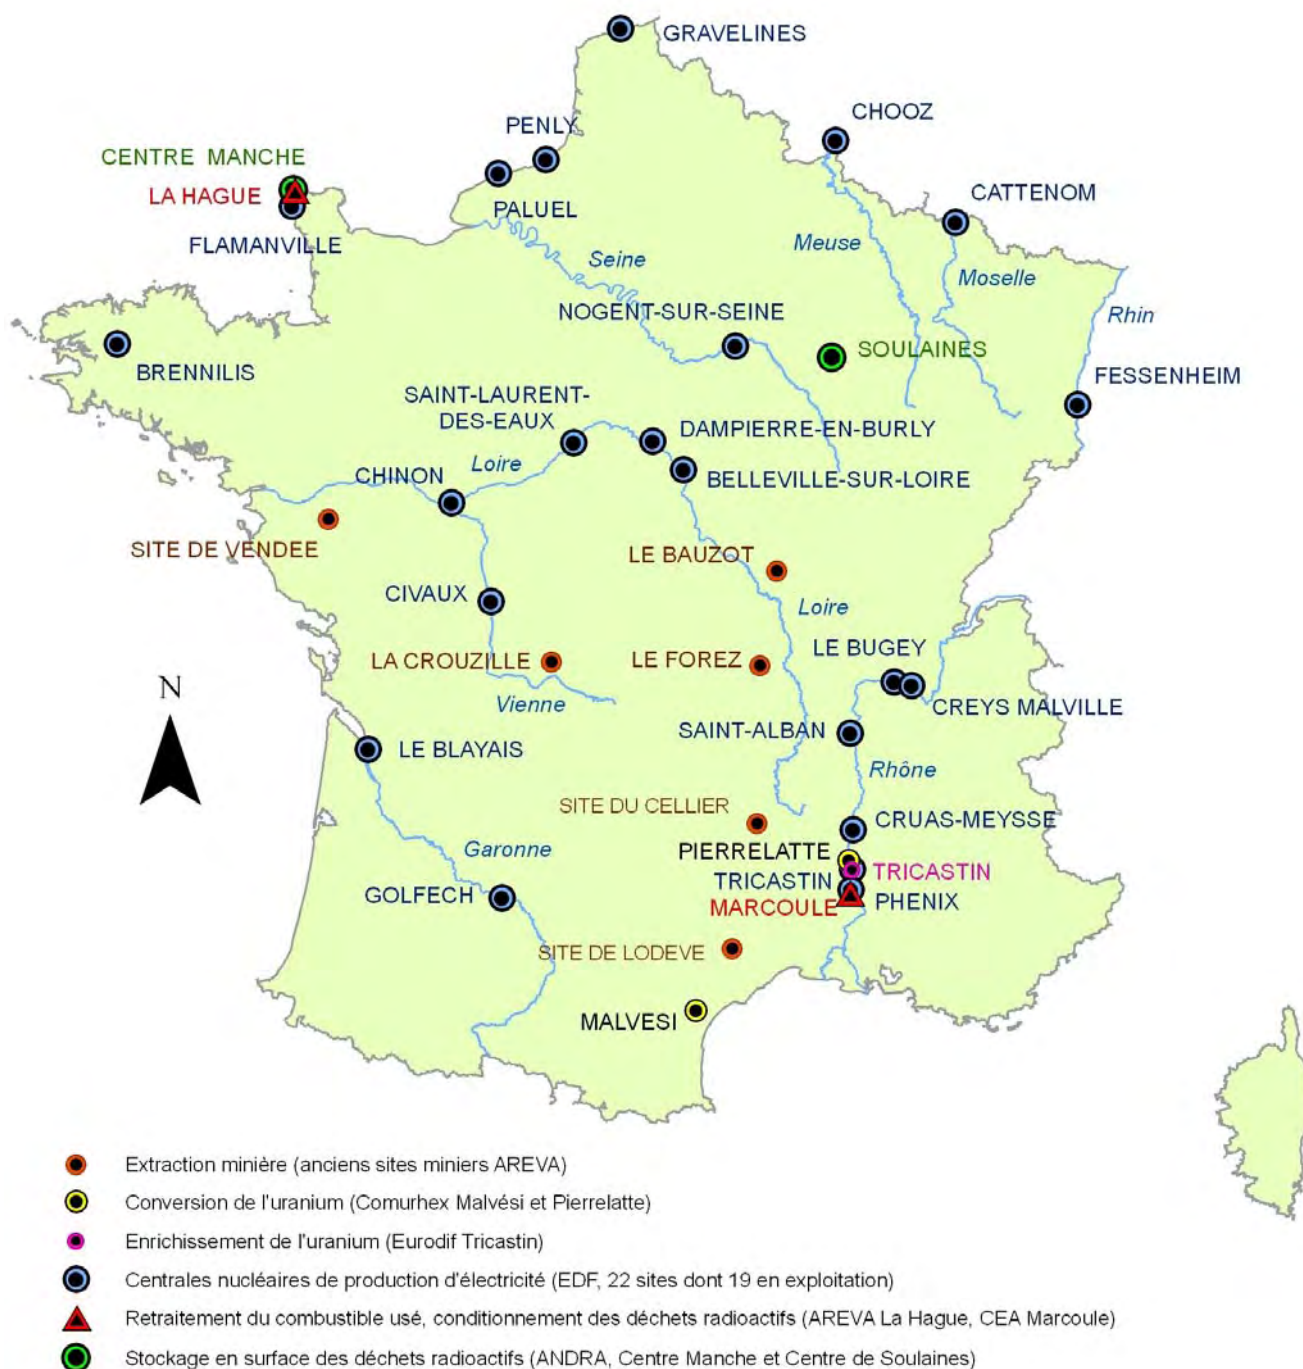 GRAVELINES
CHOOZ
PENLY
CENTRE MANCHE
LA HAGUE
CATTENOM
PALUEL
FLAMANVILLE
Meuse
Seine
Moselle
NOGENT-SUR-SEINE
Rhin
SOULAINES
BRENNILIS
FESSENHEIM
SAINT-LAURENT-
DES-EAUX
DAMPIERRE-EN-BURLY
Loire
CHINON
BELLEVILLE-SUR-LOIRE
SITE DE VENDEE
LE BAUZOT
CIVAUX
Loire
LE BUGEY
LA CROUZILLE
LE FOREZ
N
Vienne
CREYS MALVILLE
SAINT-ALBAN
LE BLAYAIS
Rhône
SITE DU CELLIER
CRUAS-MEYSSE
Garonne
PIERRELATTE
TRICASTIN
TRICASTIN
GOLFECH
MARCOULE
PHENIX
SITE DE LODEVE
MALVESI
Extraction minière (anciens sites miniers AREVA)
Conversion de l'uranium (Comurhex Malvési et Pierrelatte)
Enrichissement de l'uranium (Eurodif Tricastin)
Centrales nucléaires de production d'électricité (EDF, 22 sites dont 19 en exploitation)
Retraitement du combustible usé, conditionnement des déchets radioactifs (AREVA La Hague, CEA Marcoule)
Stockage en surface des déchets radioactifs (ANDRA, Centre Manche et Centre de Soulaines)